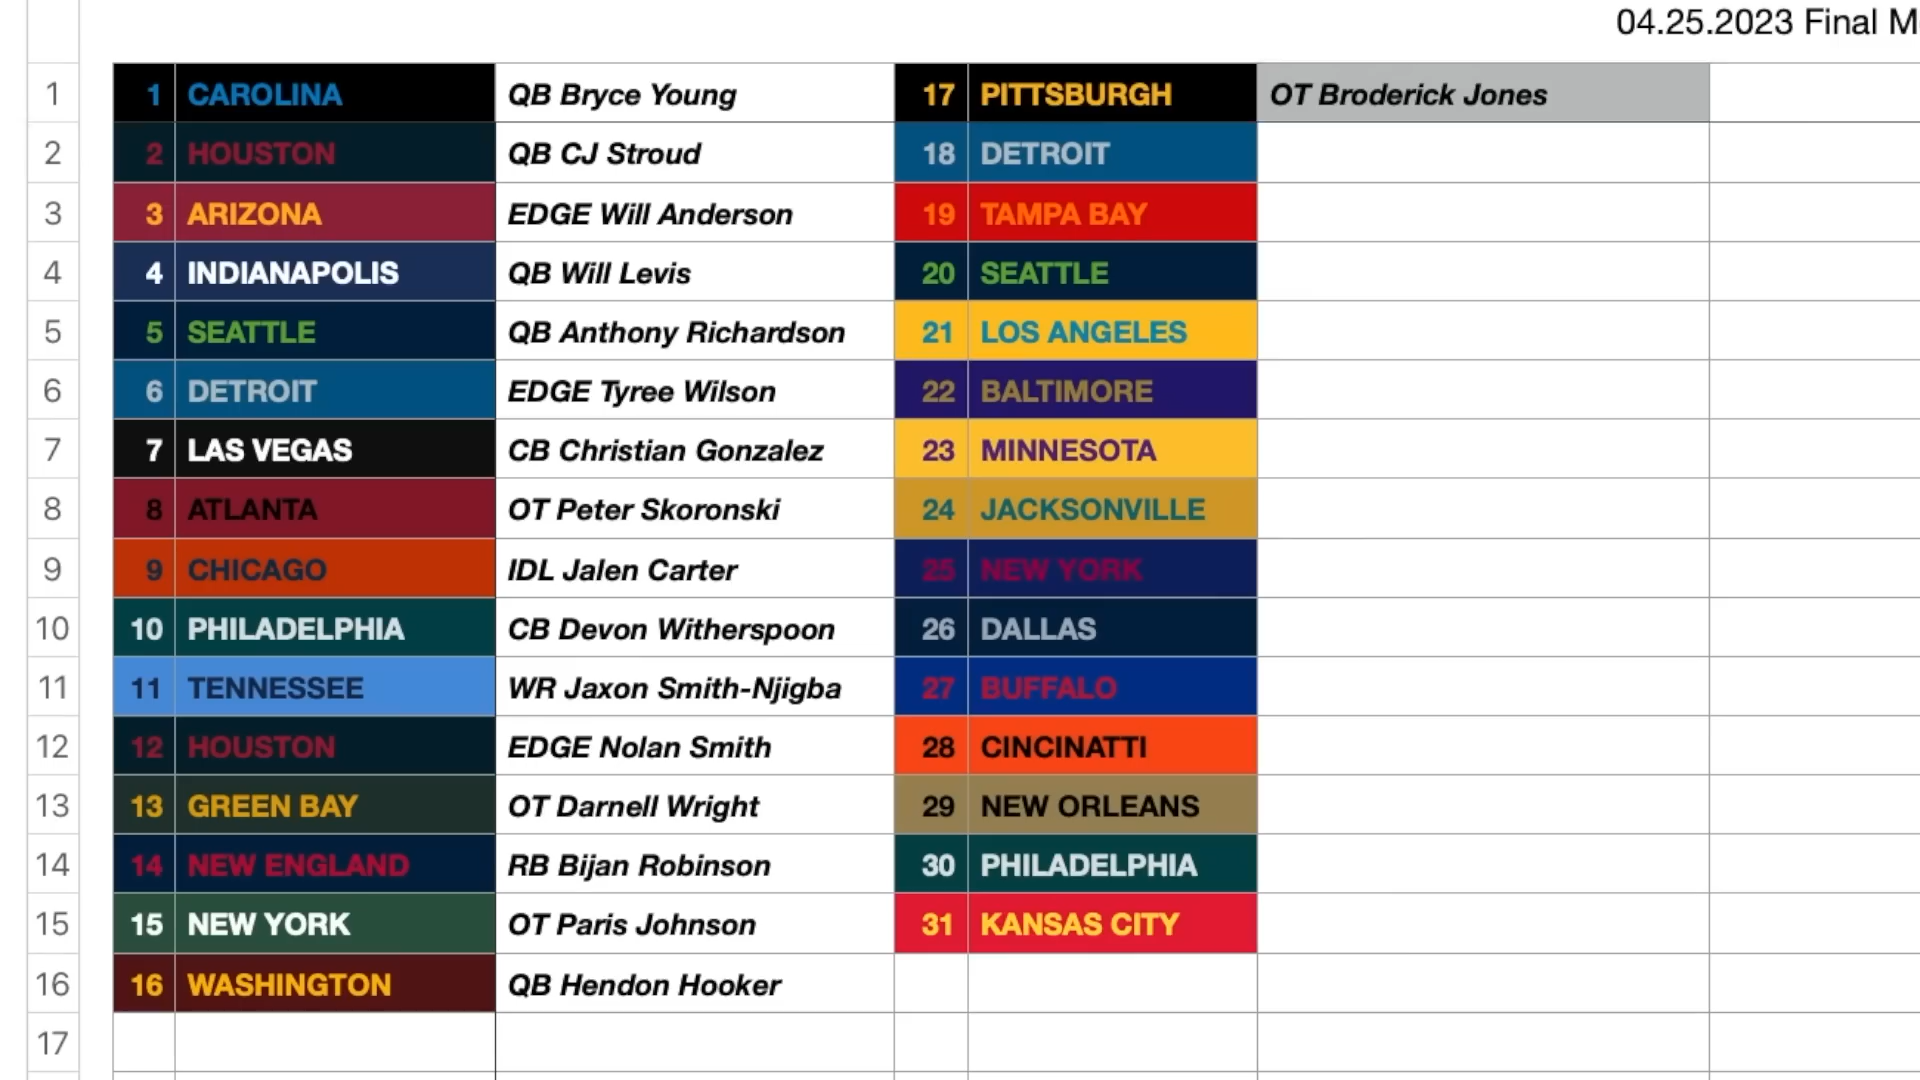 04.25.2023 Final M
1 1 CAROLINA QB Bryce Young 17 PITTSBURGH OT Broderick Jones
2 2 HOUSTON QB CJ Stroud 18 DETROIT
3 3 ARIZONA EDGE Will Anderson 19 TAMPA BAY
4 4 INDIANAPOLIS QB Will Levis 20 SEATTLE
5 5 SEATTLE QB Anthony Richardson 21 LOS ANGELES
6 6 DETROIT EDGE Tyree Wilson 22 BALTIMORE
7 7 LAS VEGAS CB Christian Gonzalez 23 MINNESOTA
8 8 ATLANTA OT Peter Skoronski 24 JACKSONVILLE
9 9 CHICAGO IDL Jalen Carter 25 NEW YORK
10 10 PHILADELPHIA CB Devon Witherspoon 26 DALLAS
11 11 TENNESSEE WR Jaxon Smith-Njigba 27 BUFFALO
12 12 HOUSTON EDGE Nolan Smith 28 CINCINATTI
13 13 GREEN BAY OT Darnell Wright 29 NEW ORLEANS
14 14 NEW ENGLAND RB Bijan Robinson 30 PHILADELPHIA
15 15 NEW YORK OT Paris Johnson 31 KANSAS CITY
16 16 WASHINGTON QB Hendon Hooker
17